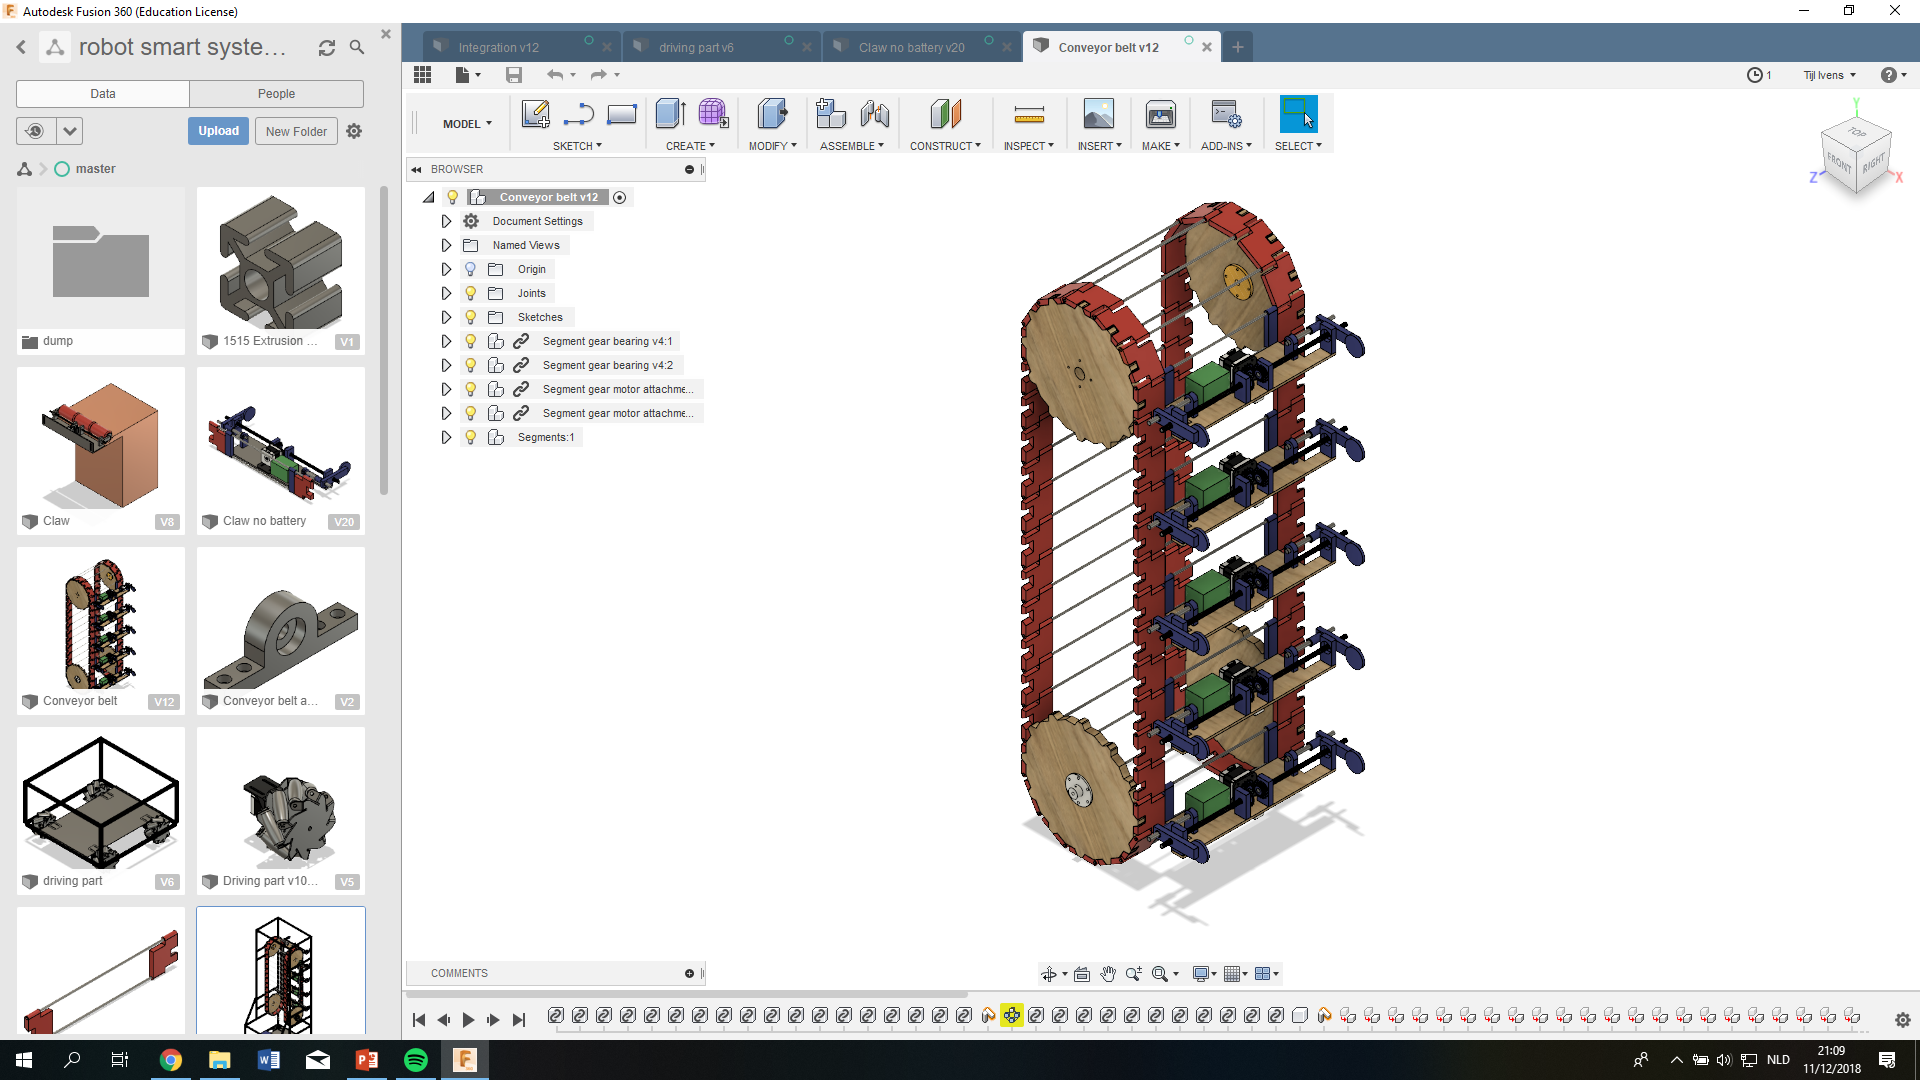 Autodesk Fusion 360 (Education License)
robot smart syste...
Data
People
Upload
New Folder
master
dump
1515 Extrusion ...
V1
Claw
V8
Claw no battery
V20
Conveyor belt
V12
Conveyor belt a...
V2
driving part
V6
Driving part v10...
V5
Integration v12
driving part v6
Claw no battery v20
Conveyor belt v12
1
Tijl Ivens
MODEL
SKETCH
CREATE
MODIFY
ASSEMBLE
CONSTRUCT
INSPECT
INSERT
MAKE
ADD-INS
SELECT
BROWSER
Conveyor belt v12
Document Settings
Named Views
Origin
Joints
Sketches
Segment gear bearing v4:1
Segment gear bearing v4:2
Segment gear motor attachme...
Segment gear motor attachme...
Segments:1
Y
TOP
FRONT
RIGHT
Z
X
COMMENTS
NLD
21:09
11/12/2018